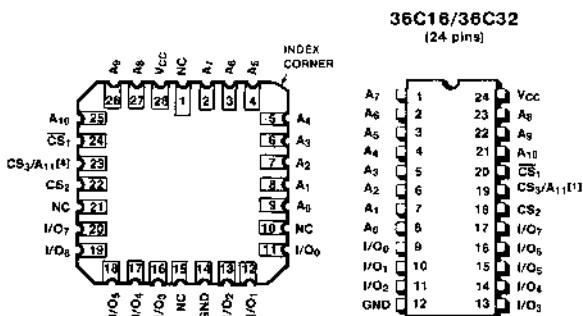 36C16/36C32
(24 pins)
INDEX
CORNER
A9 A8 VCC NC A7 A6 A5
26 27 28 1 2 3 4
A10 25 5 A4
CS1 24 6 A3
CS3/A11[1] 23 7 A2
CS2 22 8 A1
NC 21 9 A0
I/O7 20 10 NC
I/O6 19 11 I/O0
18 17 16 15 14 13 12
I/O5 I/O4 I/O3 NC GND I/O2 I/O1
A7 1 24 VCC
A6 2 23 A8
A5 3 22 A9
A4 4 21 A10
A3 5 20 CS1
A2 6 19 CS3/A11[1]
A1 7 18 CS2
A0 8 17 I/O7
I/O0 9 16 I/O6
I/O1 10 15 I/O5
I/O2 11 14 I/O4
GND 12 13 I/O3